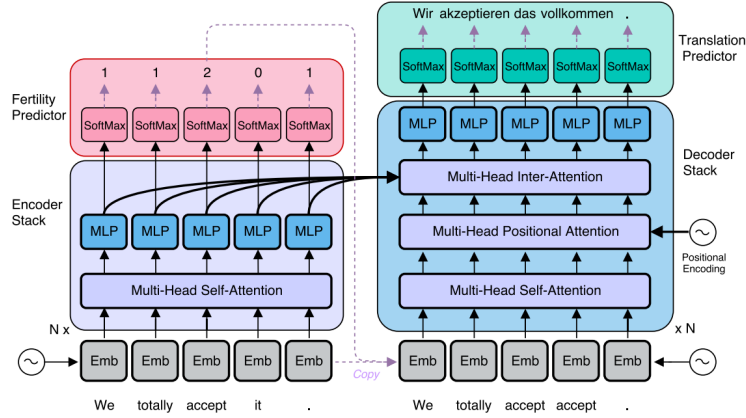 Wir akzeptieren das vollkommen .
Translation
Predictor
SoftMax SoftMax SoftMax SoftMax SoftMax
1 1 2 0 1
Fertility
Predictor
SoftMax SoftMax SoftMax SoftMax SoftMax
MLP MLP MLP MLP MLP
Decoder
Stack
Multi-Head Inter-Attention
Encoder
Stack
MLP MLP MLP MLP MLP
Multi-Head Positional Attention
Positional
Encoding
Multi-Head Self-Attention
Multi-Head Self-Attention
N x
x N
Emb Emb Emb Emb Emb
Copy
Emb Emb Emb Emb Emb
We totally accept it .
We totally accept accept .